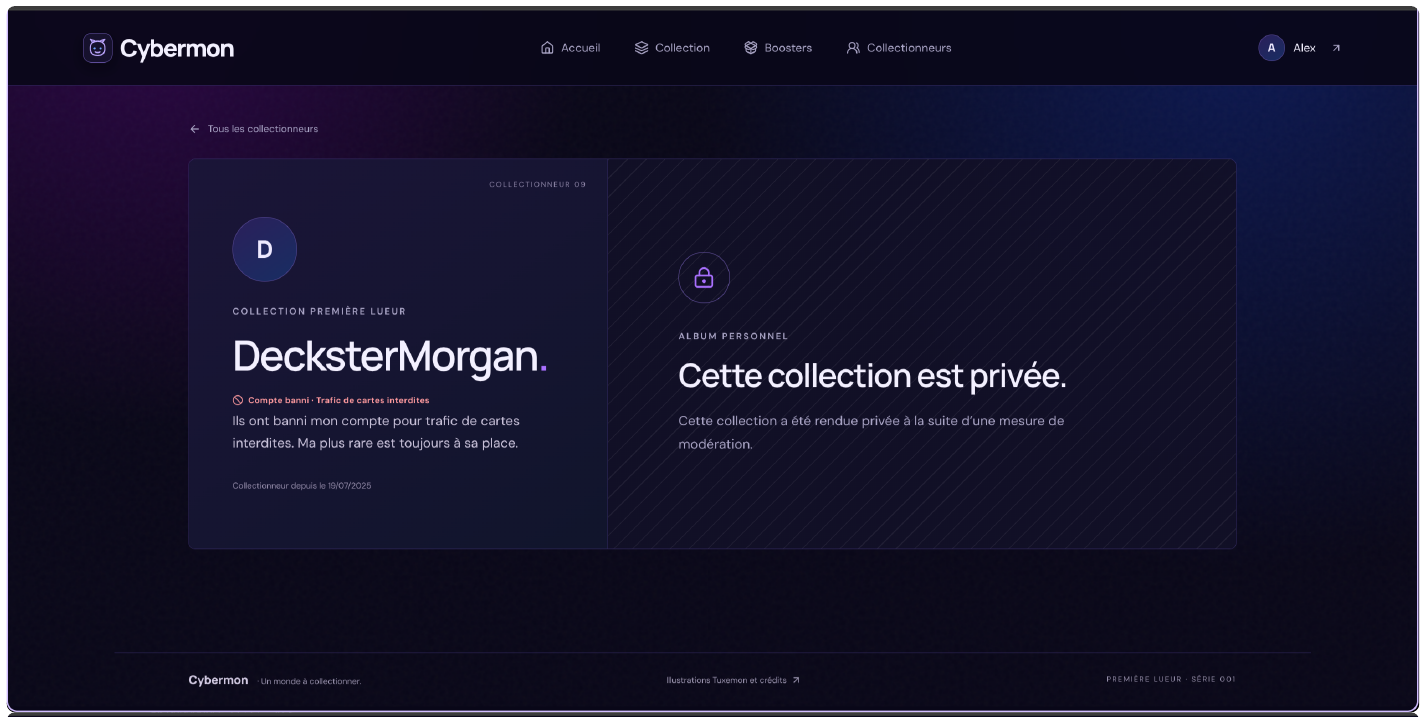 Cybermon
Accueil
Collection
Boosters
Collectionneurs
A
Alex
Tous les collectionneurs
COLLECTIONNEUR 09
D
COLLECTION PREMIÈRE LUEUR
DecksterMorgan.
Compte banni · Trafic de cartes interdites
Ils ont banni mon compte pour trafic de cartes
interdites. Ma plus rare est toujours à sa place.
Collectionneur depuis le 19/07/2025
ALBUM PERSONNEL
Cette collection est privée.
Cette collection a été rendue privée à la suite d’une mesure de
modération.
Cybermon · Un monde à collectionner.
Illustrations Tuxemon et crédits
PREMIÈRE LUEUR · SÉRIE 001